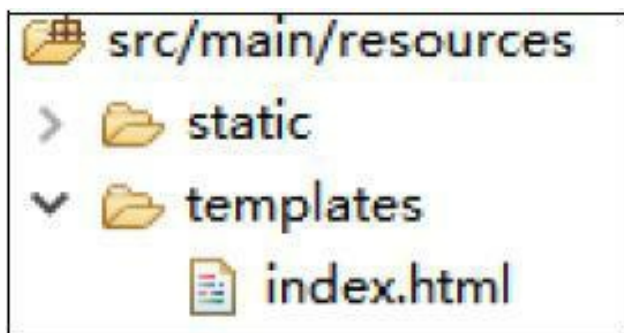 src/main/resources
static
templates
index.html